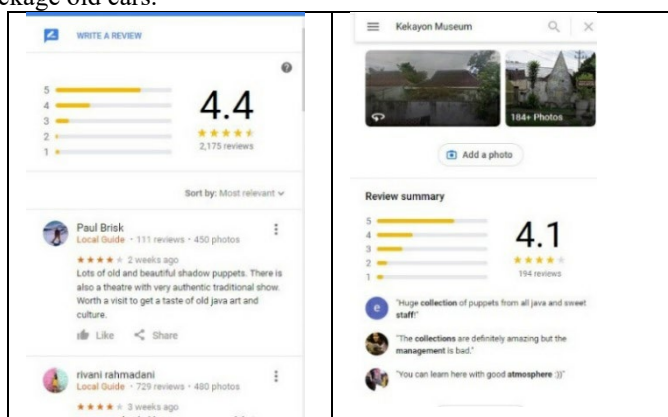 ckage old cars.
WRITE A REVIEW
5
4
3
2
1
4.4
2,175 reviews
Sort by: Most relevant
Paul Brisk
Local Guide • 111 reviews • 450 photos
2 weeks ago
Lots of old and beautiful shadow puppets. There is
also a theatre with very authentic traditional show.
Worth a visit to get a taste of old java art and
culture.
Like Share
rivani rahmadani
Local Guide • 729 reviews • 480 photos
3 weeks ago
Kekayon Museum
184+ Photos
Add a photo
Review summary
5
4
3
2
1
4.1
194 reviews
e
"Huge collection of puppets from all java and sweet
staff!"
"The collections are definitely amazing but the
management is bad."
"You can learn here with good atmosphere :))"